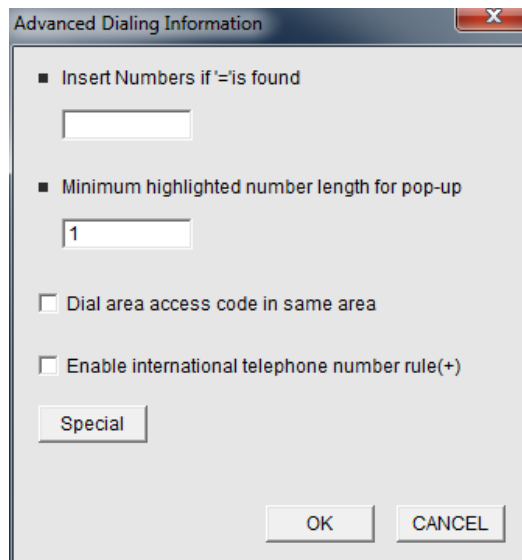 Advanced Dialing Information
Insert Numbers if '='is found
Minimum highlighted number length for pop-up
1
Dial area access code in same area
Enable international telephone number rule(+)
Special
OK CANCEL